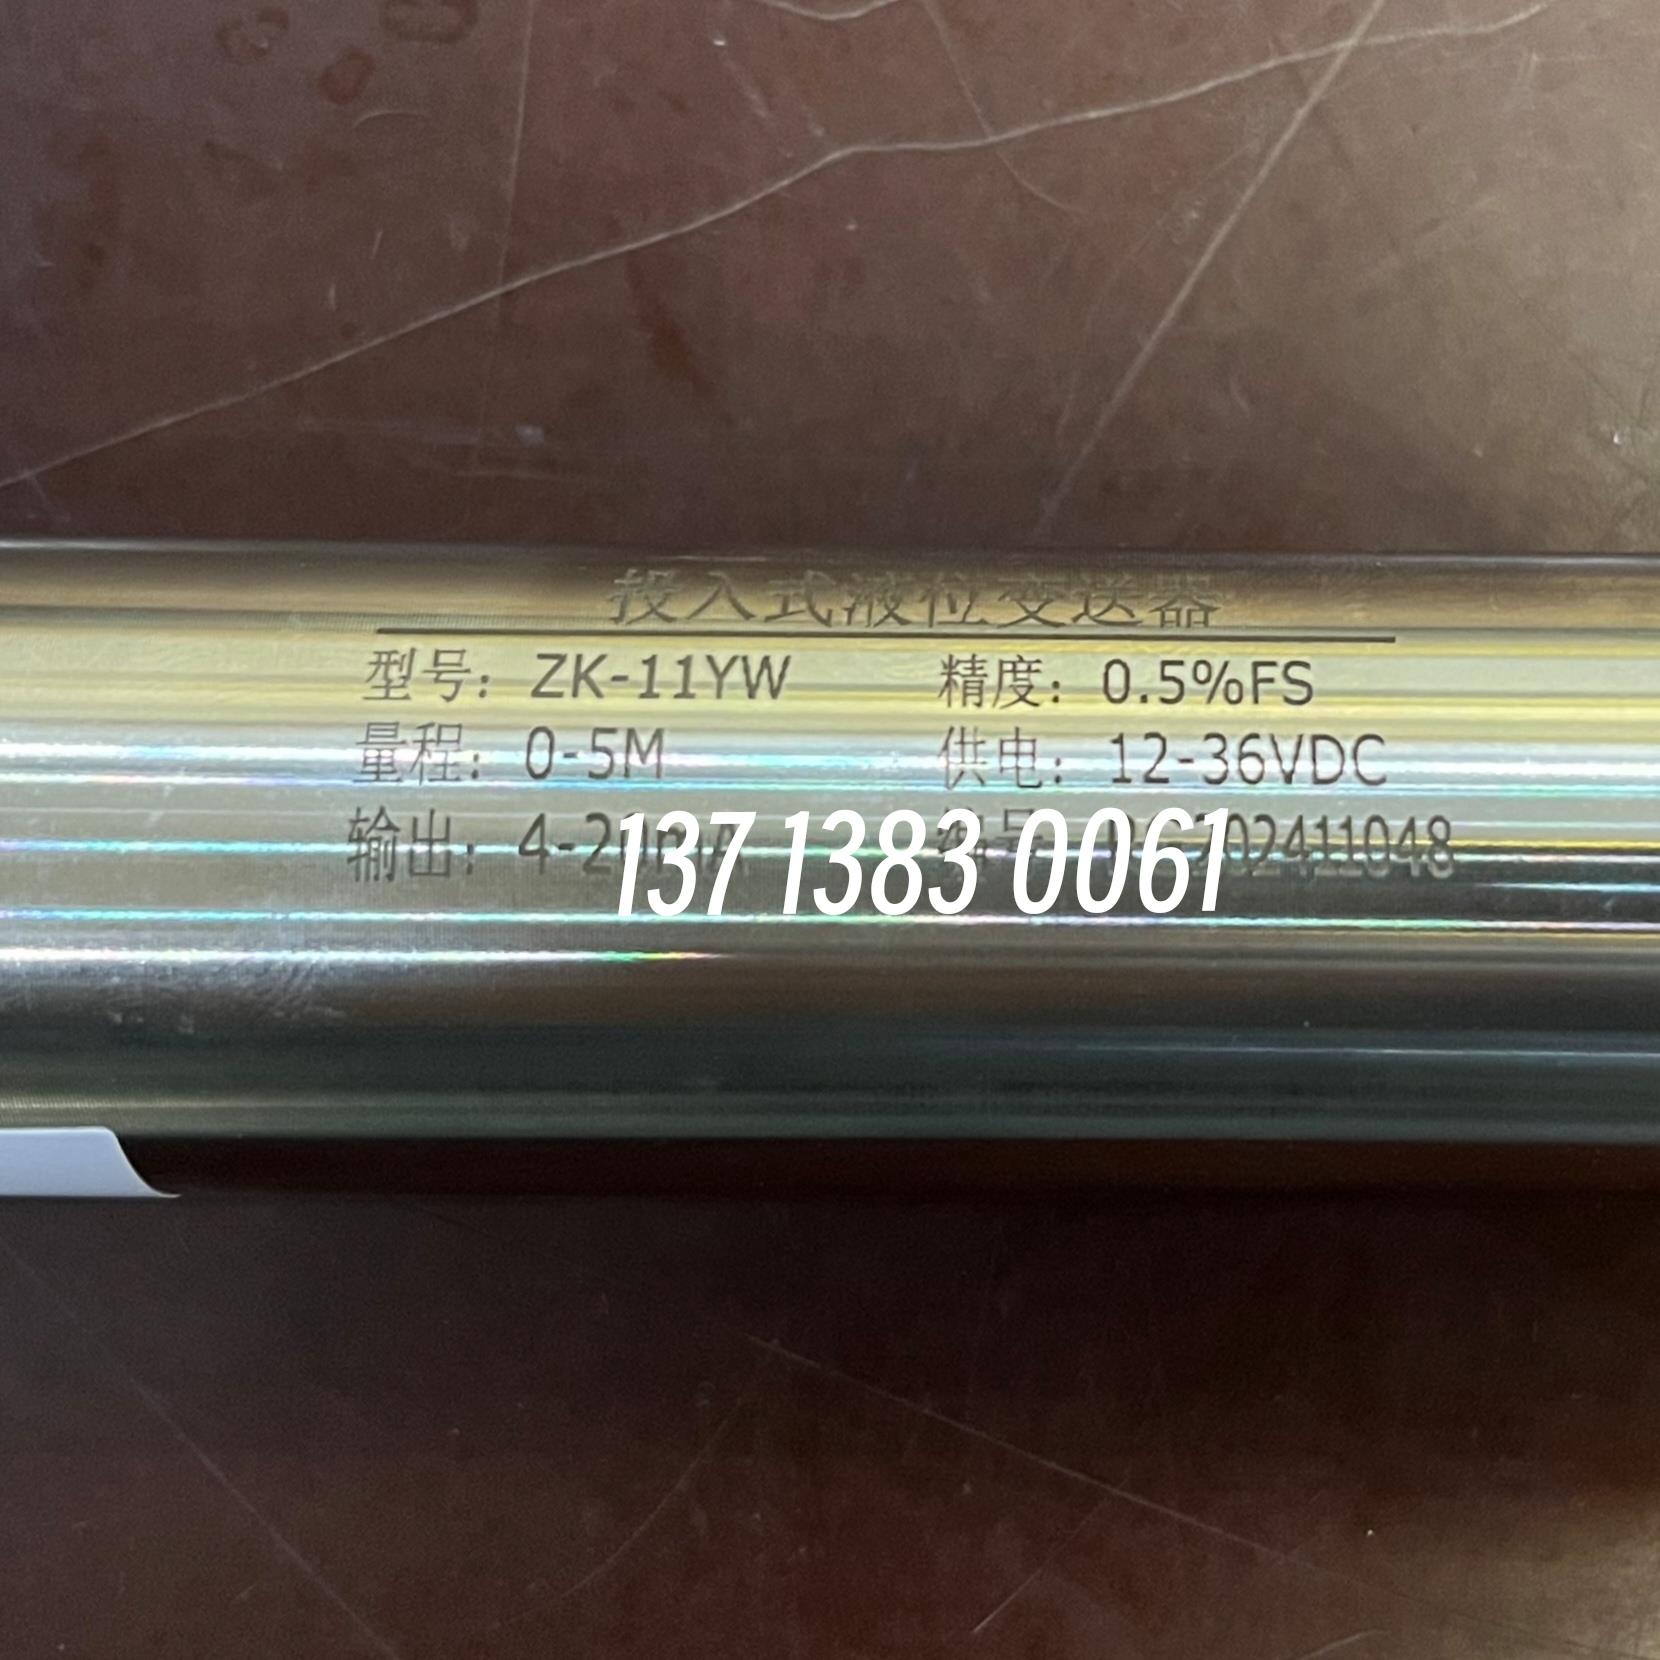 投入式液位变送器
型号: ZK-11YW 精度: 0.5%FS
量程: 0-5M 供电: 12-36VDC
输出: 4-20mA 编号 202411048
137 1383 0061